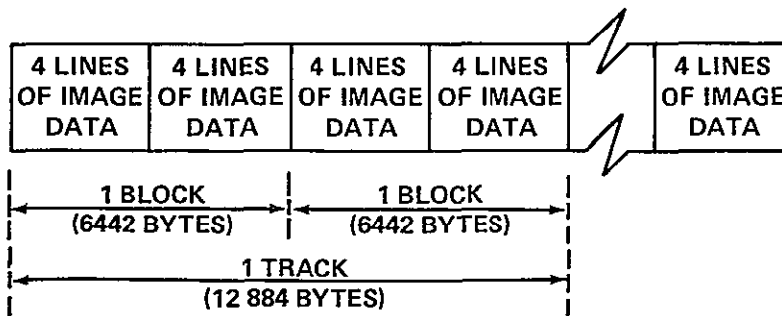 4 LINES 4 LINES 4 LINES 4 LINES 4 LINES
OF IMAGE OF IMAGE OF IMAGE OF IMAGE OF IMAGE
DATA DATA DATA DATA DATA
1 BLOCK 1 BLOCK
(6442 BYTES) (6442 BYTES)
1 TRACK
(12 884 BYTES)